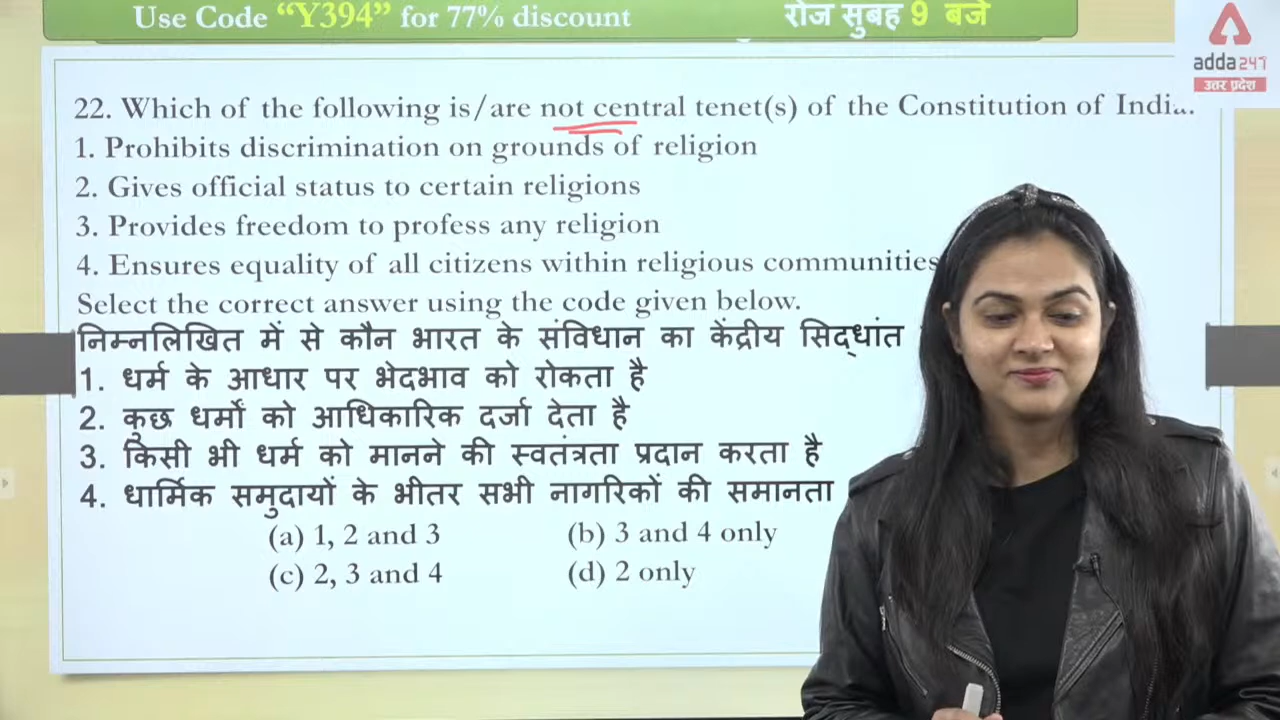 Use Code “Y394” for 77% discount
रोज सुबह 9 बजे
adda247
उत्तर प्रदेश
22. Which of the following is/are not central tenet(s) of the Constitution of India.
1. Prohibits discrimination on grounds of religion
2. Gives official status to certain religions
3. Provides freedom to profess any religion
4. Ensures equality of all citizens within religious communities
Select the correct answer using the code given below.
निम्नलिखित में से कौन भारत के संविधान का केंद्रीय सिद्धांत
1. धर्म के आधार पर भेदभाव को रोकता है
2. कुछ धर्मों को आधिकारिक दर्जा देता है
3. किसी भी धर्म को मानने की स्वतंत्रता प्रदान करता है
4. धार्मिक समुदायों के भीतर सभी नागरिकों की समानता
(a) 1, 2 and 3 (b) 3 and 4 only
(c) 2, 3 and 4 (d) 2 only